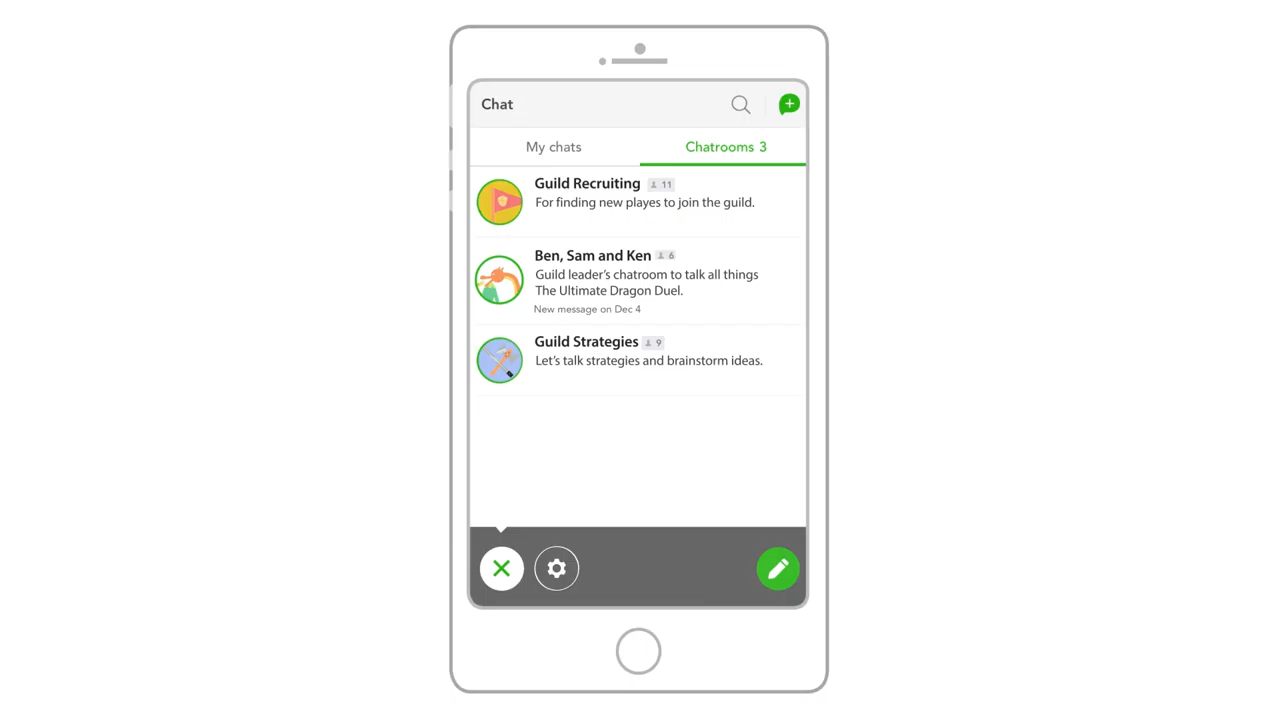 Chat
My chats
Chatrooms 3
Guild Recruiting 11
For finding new playes to join the guild.
Ben, Sam and Ken 6
Guild leader’s chatroom to talk all things
The Ultimate Dragon Duel.
New message on Dec 4
Guild Strategies 9
Let’s talk strategies and brainstorm ideas.